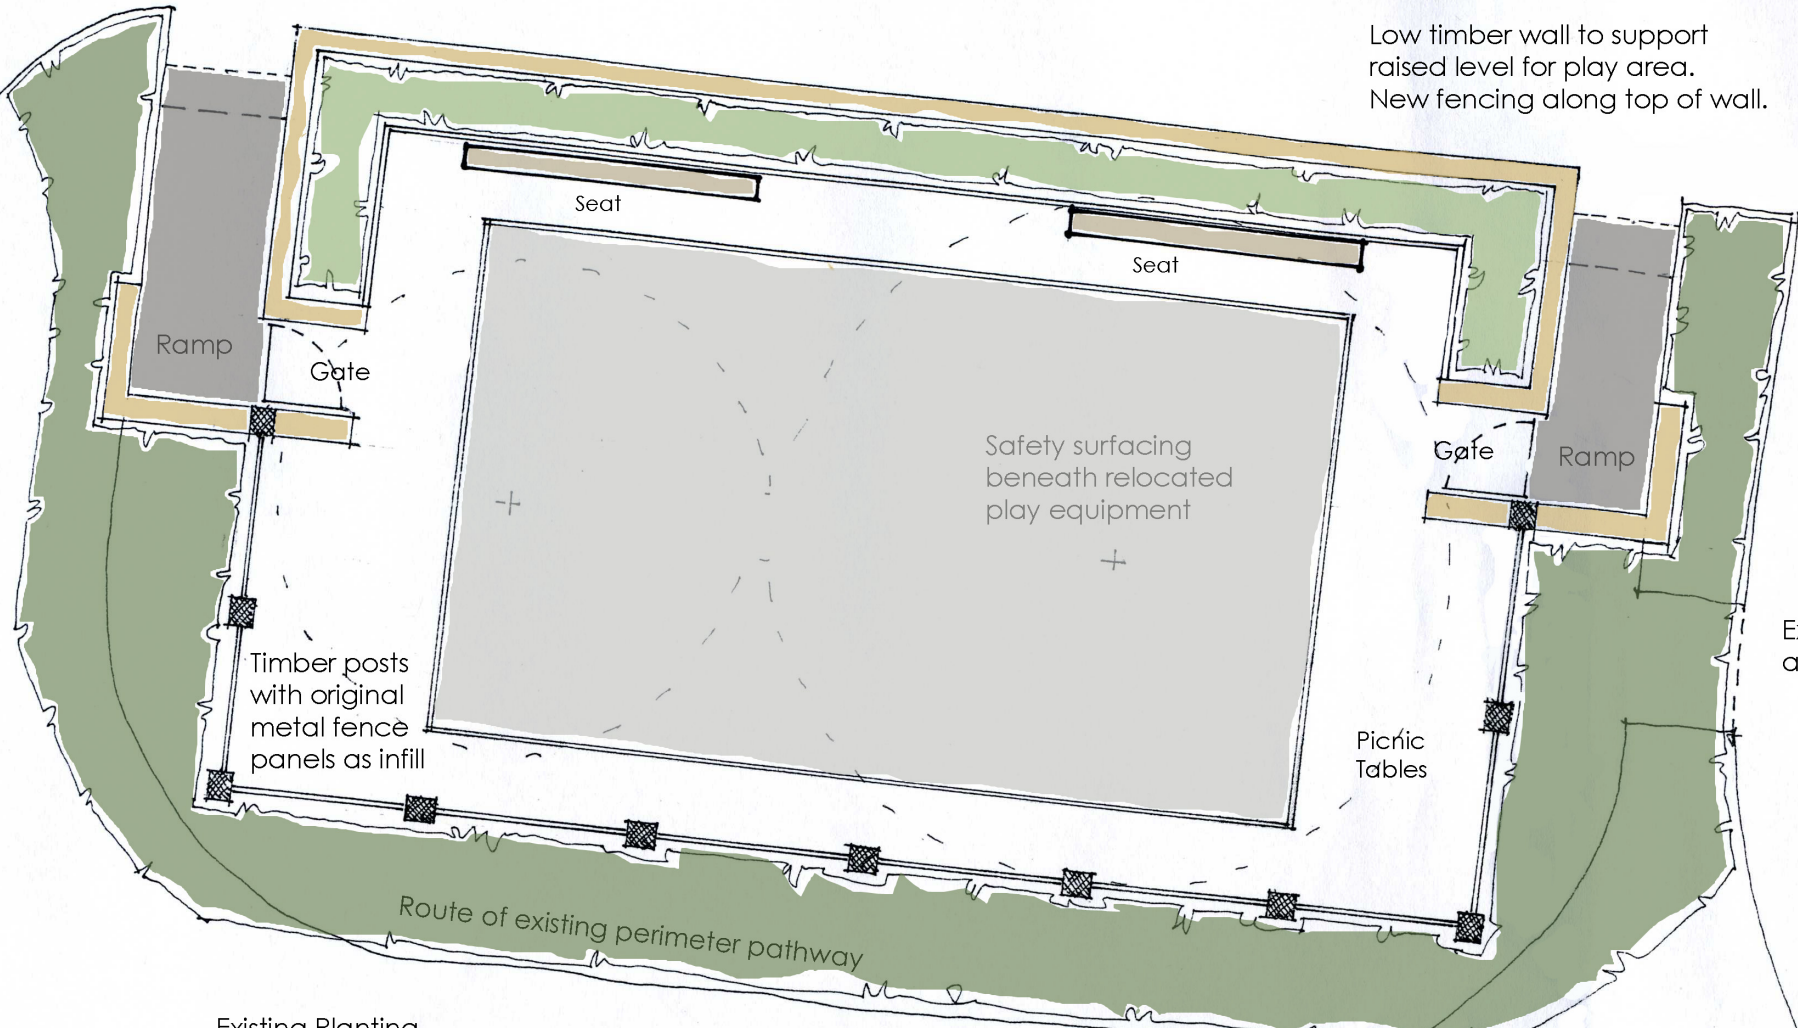 Low timber wall to support
raised level for play area.
New fencing along top of wall.
Seat
Seat
Ramp
Gate
Safety surfacing
beneath relocated
play equipment
Gate
Ramp
Timber posts
with original
metal fence
panels as infill
Picnic
Tables
Route of existing perimeter pathway
Existing Planting